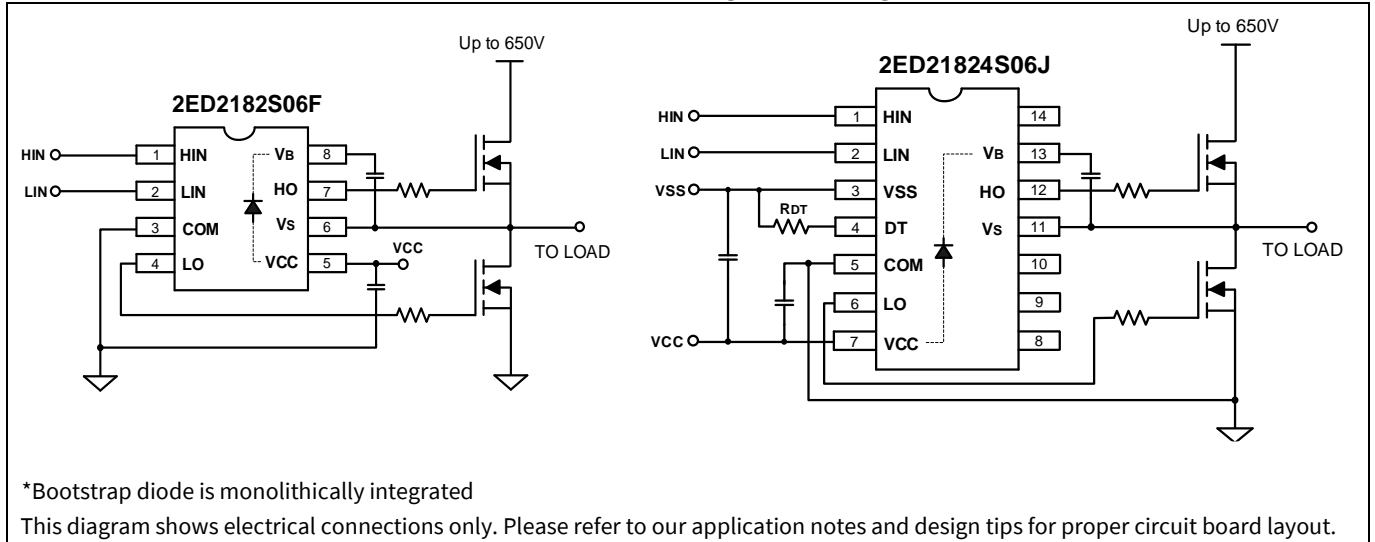 Up to 650V
2ED2182S06F
HIN
1
HIN
VB
8
LIN
2
LIN
HO
7
3
COM
VS
6
4
LO
VCC
5
VCC
TO LOAD
Up to 650V
2ED21824S06J
HIN
1
HIN
14
LIN
2
LIN
VB
13
VSS
3
VSS
HO
12
RDT
4
DT
VS
11
TO LOAD
5
COM
10
6
LO
9
VCC
7
VCC
8
*Bootstrap diode is monolithically integrated
This diagram shows electrical connections only. Please refer to our application notes and design tips for proper circuit board layout.